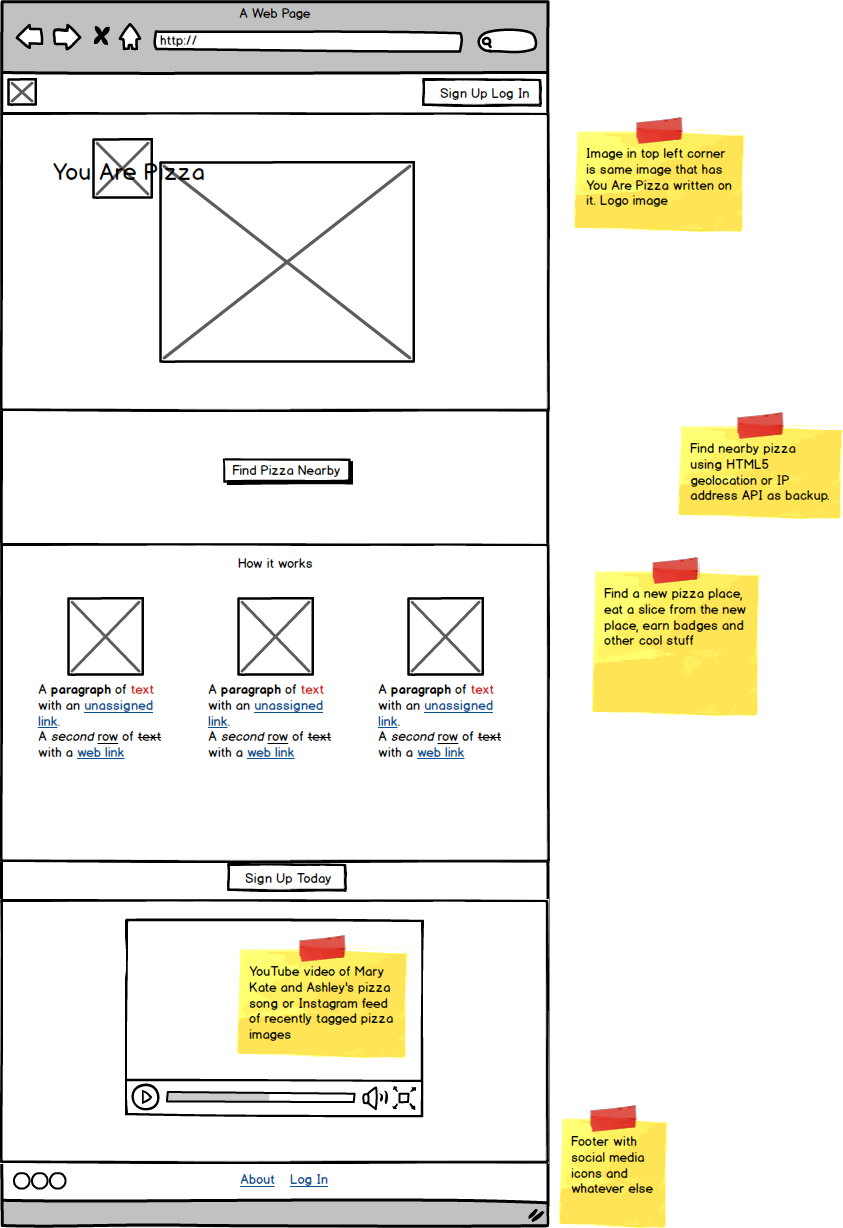 A Web Page
http://
Sign Up Log In
You Are Pizza
Image in top left corner
is same image that has
You Are Pizza written on
it. Logo image
Find Pizza Nearby
Find nearby pizza
using HTML5
geolocation or IP
address API as backup.
How it works
Find a new pizza place,
eat a slice from the new
place, earn badges and
other cool stuff
A paragraph of text
with an unassigned
link.
A second row of text
with a web link
A paragraph of text
with an unassigned
link.
A second row of text
with a web link
A paragraph of text
with an unassigned
link.
A second row of text
with a web link
Sign Up Today
YouTube video of Mary
Kate and Ashley's pizza
song or Instagram feed
of recently tagged pizza
images
Footer with
social media
icons and
whatever else
About Log In